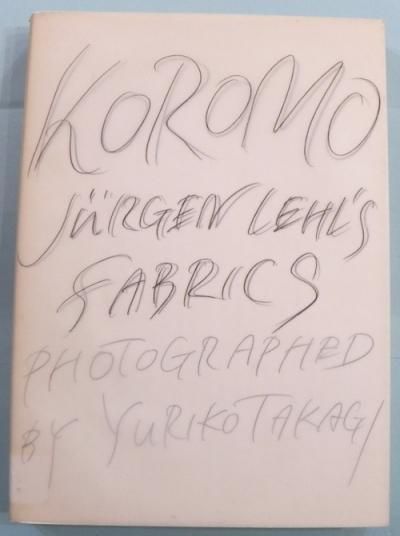 KOROMO
JÜRGEN LEHL'S
FABRICS
PHOTOGRAPHED
BY YURIKO TAKAGI